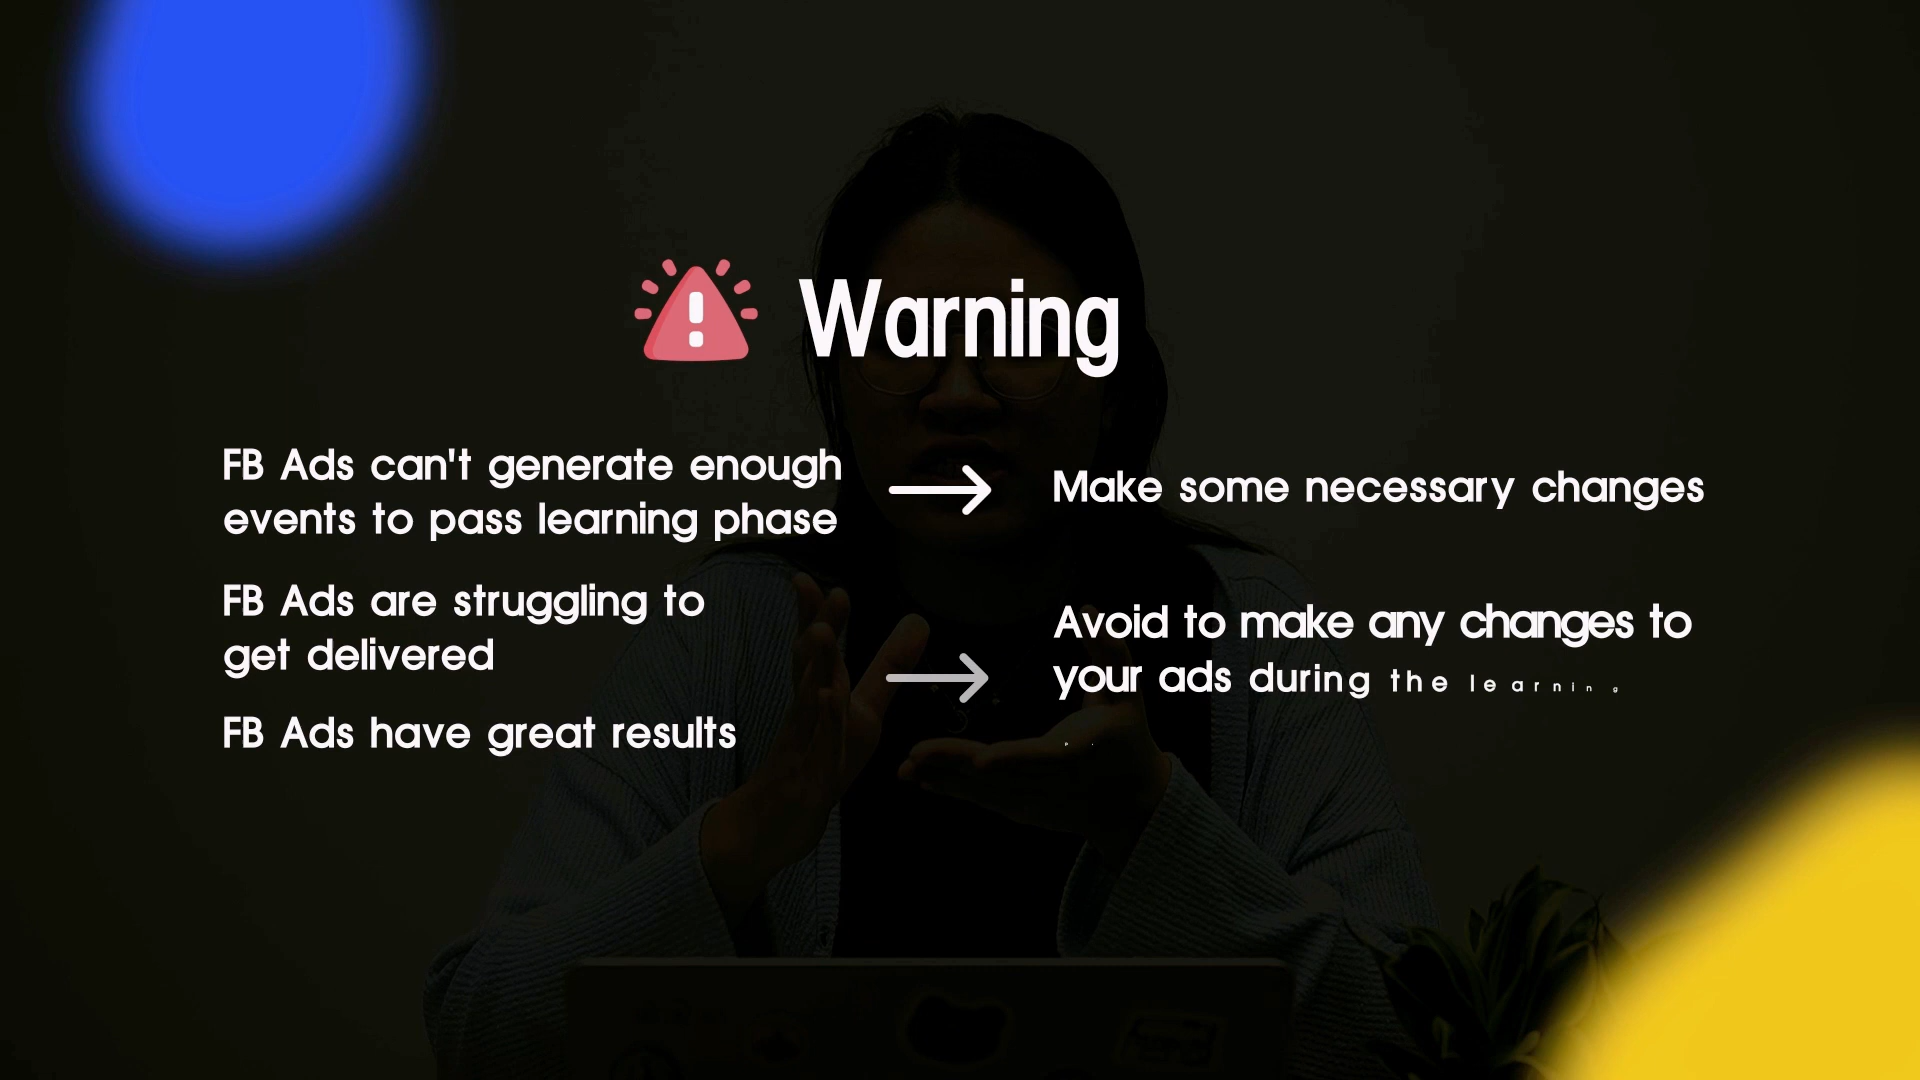 Warning
FB Ads can't generate enough
events to pass learning phase
Make some necessary changes
FB Ads are struggling to
get delivered
FB Ads have great results
Avoid to make any changes to
your ads during the learning